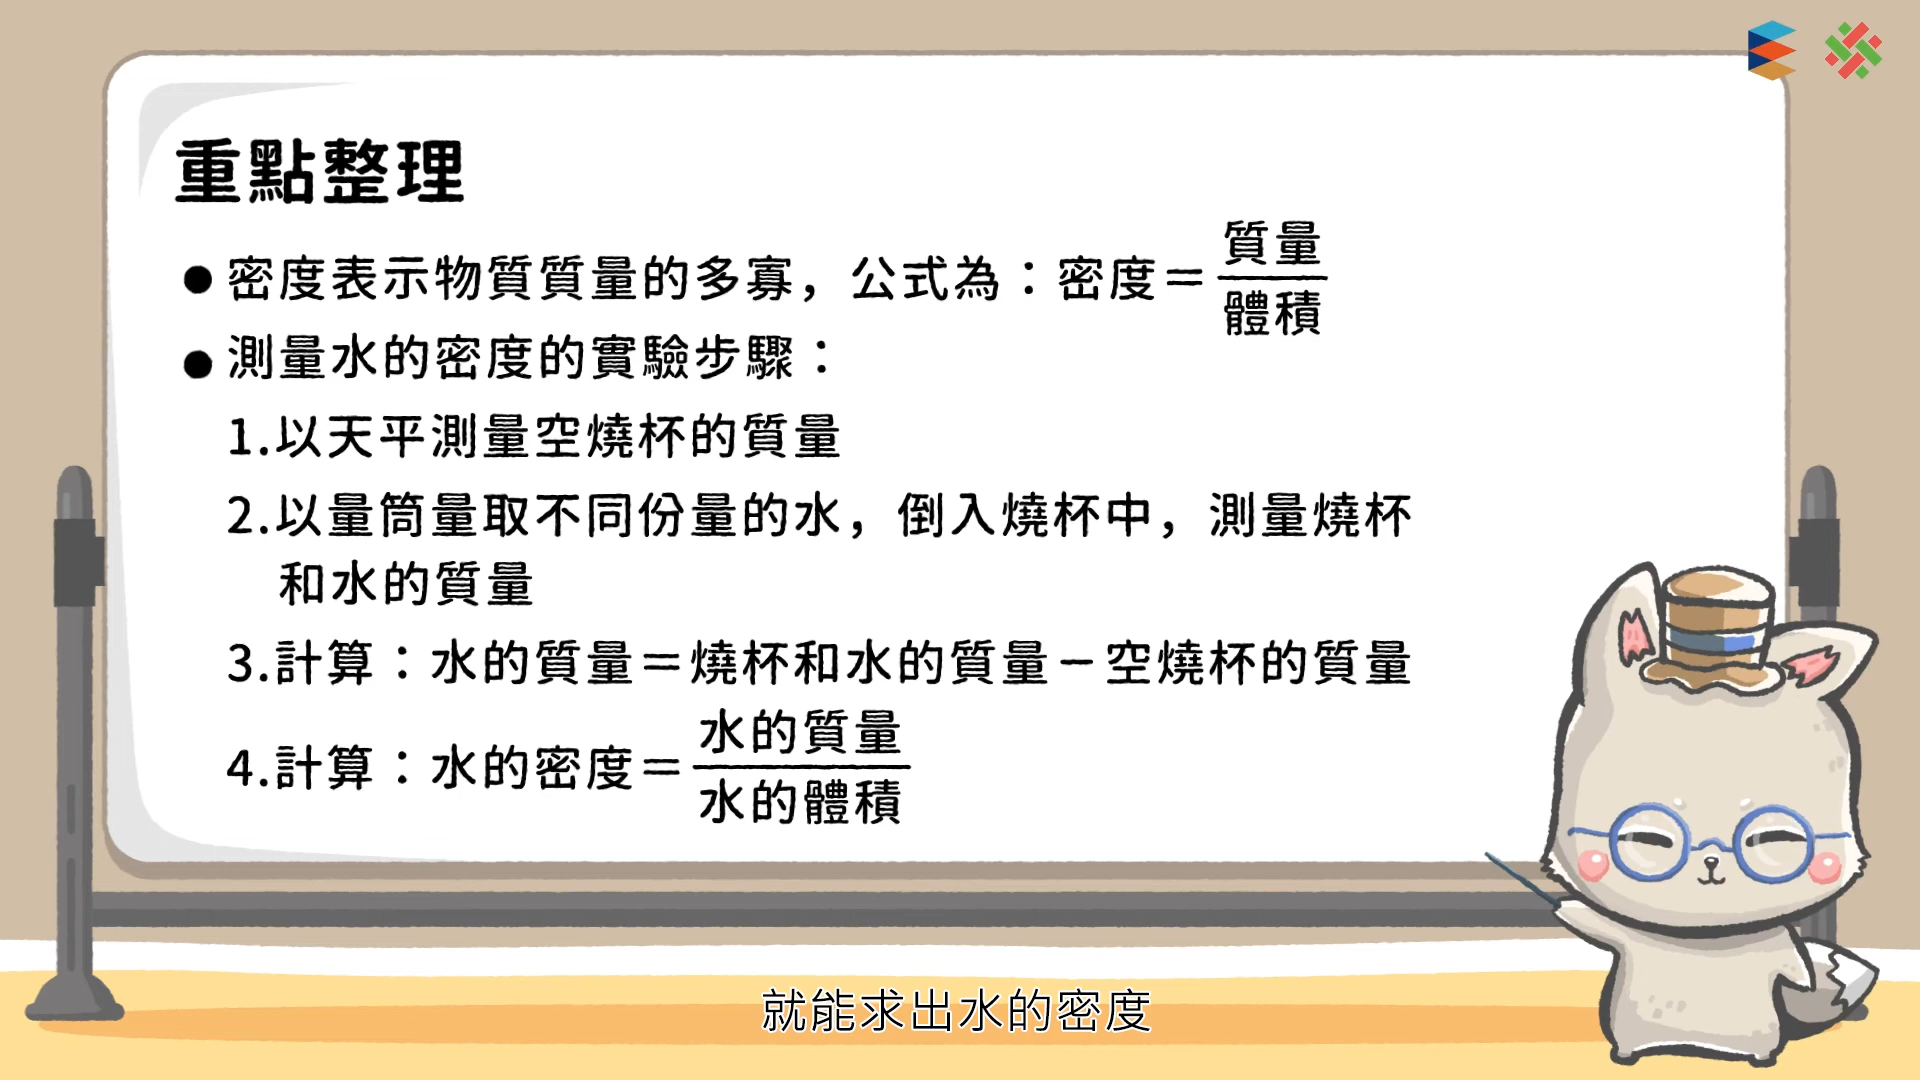 重點整理
●密度表示物質質量的多寡，公式為：密度＝質量/體積
●測量水的密度的實驗步驟：
1.以天平測量空燒杯的質量
2.以量筒量取不同份量的水，倒入燒杯中，測量燒杯
和水的質量
3.計算：水的質量＝燒杯和水的質量－空燒杯的質量
4.計算：水的密度＝水的質量/水的體積
就能求出水的密度